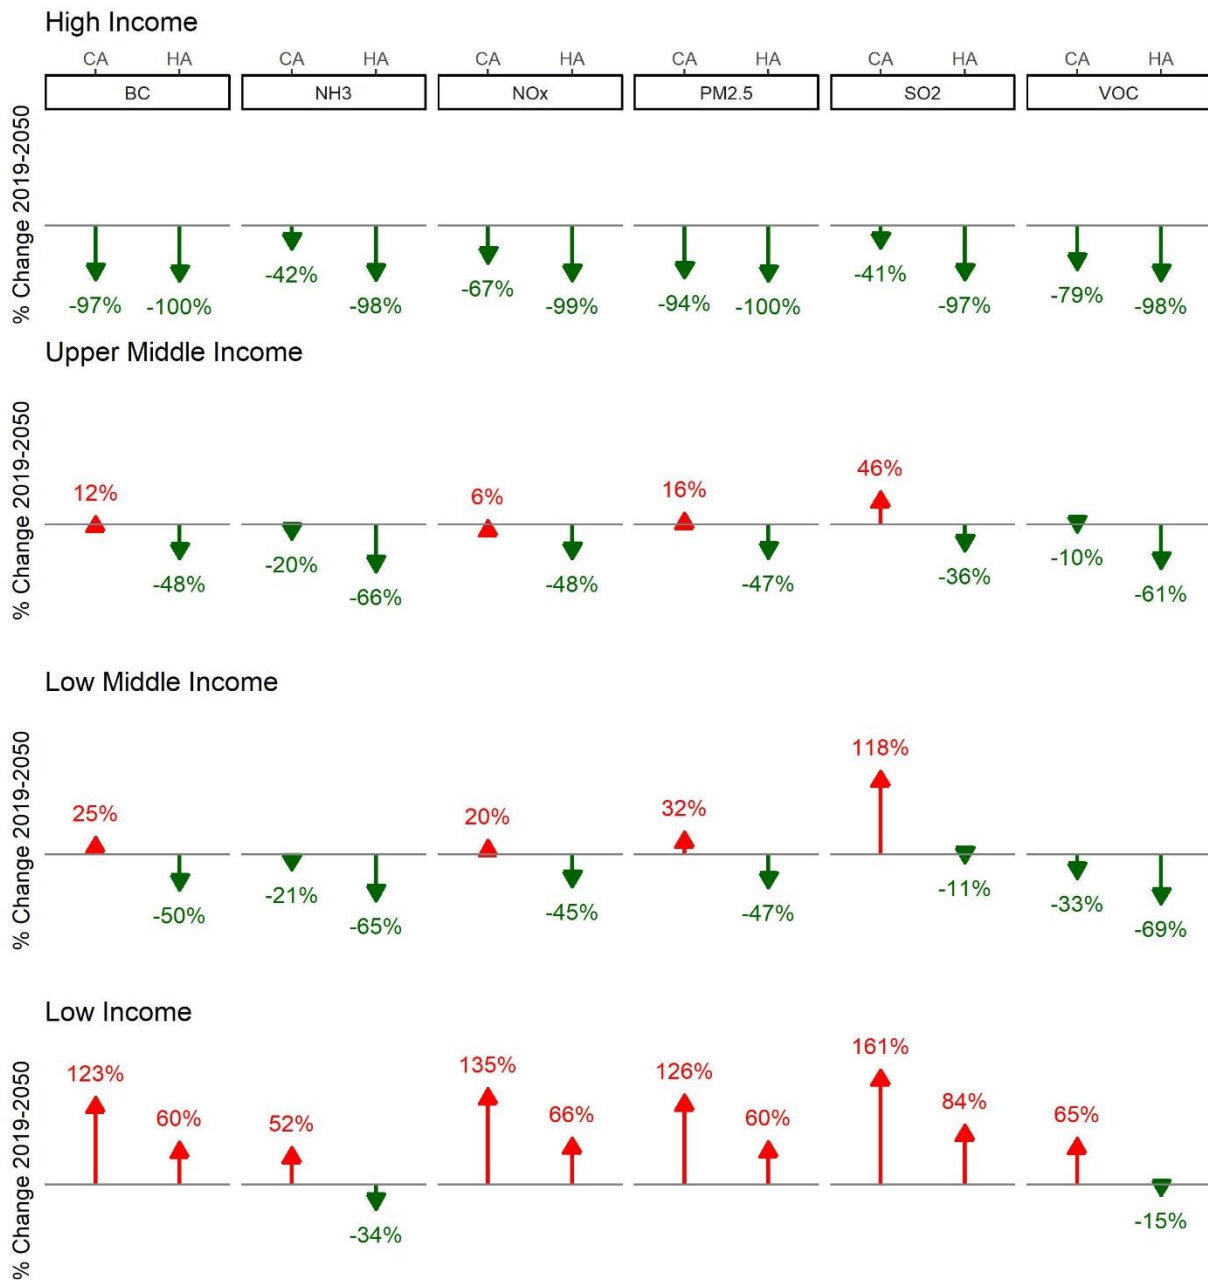 High Income
CA HA CA HA CA HA CA HA CA HA CA HA
BC NH3 NOx PM2.5 SO2 VOC
% Change 2019-2050
-97% -100% -42% -98% -67% -99% -94% -100% -41% -97% -79% -98%
Upper Middle Income
% Change 2019-2050
12% -48% -20% -66% 6% -48% 16% -47% 46% -36% -10% -61%
Low Middle Income
% Change 2019-2050
25% -50% -21% -65% 20% -45% 32% -47% 118% -11% -33% -69%
Low Income
% Change 2019-2050
123% 60% 52% -34% 135% 66% 126% 60% 161% 84% 65% -15%